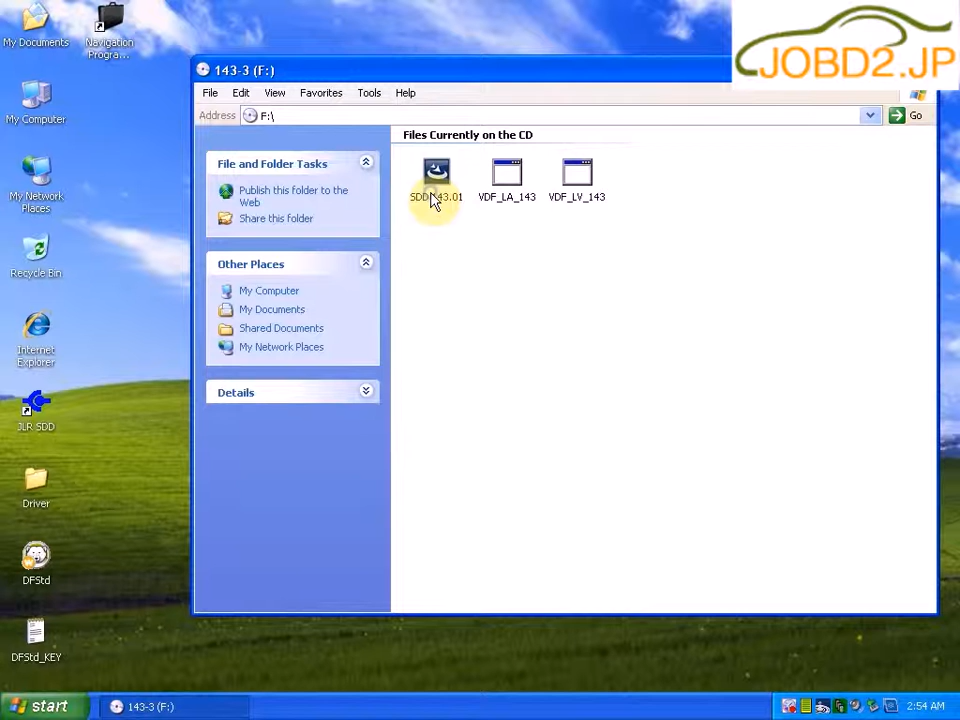 My Documents
Navigation
Progra...
My Computer
My Network
Places
Recycle Bin
Internet
Explorer
JLR SDD
Driver
DFStd
DFStd_KEY
JOBD2.JP
143-3 (F:)
File Edit View Favorites Tools Help
Address F:\ Go
File and Folder Tasks
Publish this folder to the
Web
Share this folder
Other Places
My Computer
My Documents
Shared Documents
My Network Places
Details
Files Currently on the CD
VDF_LA_143
VDF_LV_143
start
143-3 (F:)
2:54 AM